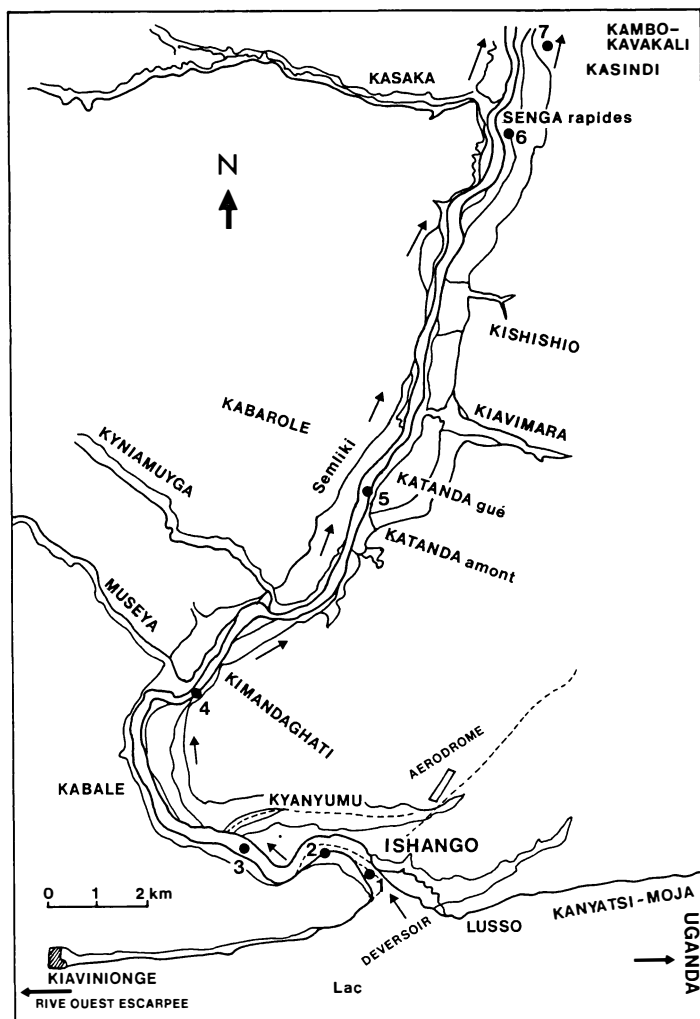 7
KAMBO-
KAVAKALI
KASINDI
KASAKA
SENGA rapides
6
N
KISHISHIO
KABAROLE
KIAVIMARA
KYNIAMUYGA
Semliki
KATANDA gué
5
KATANDA amont
MUSEYA
KIMANDAGHATI
4
AERODROME
KABALE
KYANYUMU
ISHANGO
3
2
1
0 1 2 km
DEVERSOIR
LUSSO
KANYATSI-MOJA
UGANDA
KIAVINIONGE
Lac
RIVE OUEST ESCARPEE